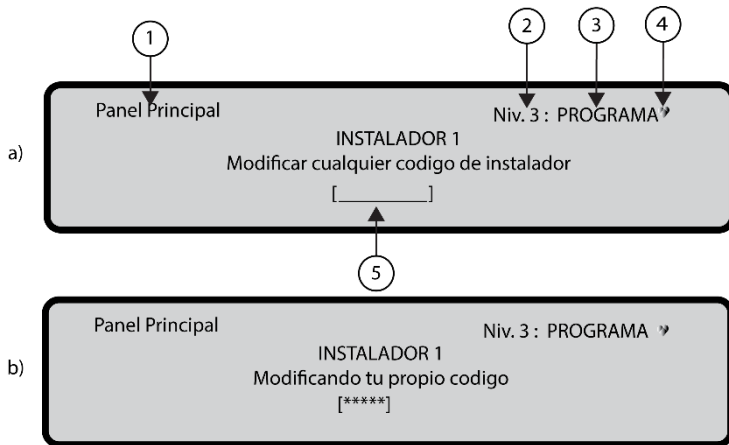 1 2 3 4
a)
Panel Principal Niv. 3 : PROGRAMA
INSTALADOR 1
Modificar cualquier codigo de instalador
[__________]
5
b)
Panel Principal Niv. 3 : PROGRAMA
INSTALADOR 1
Modificando tu propio codigo
[*****]